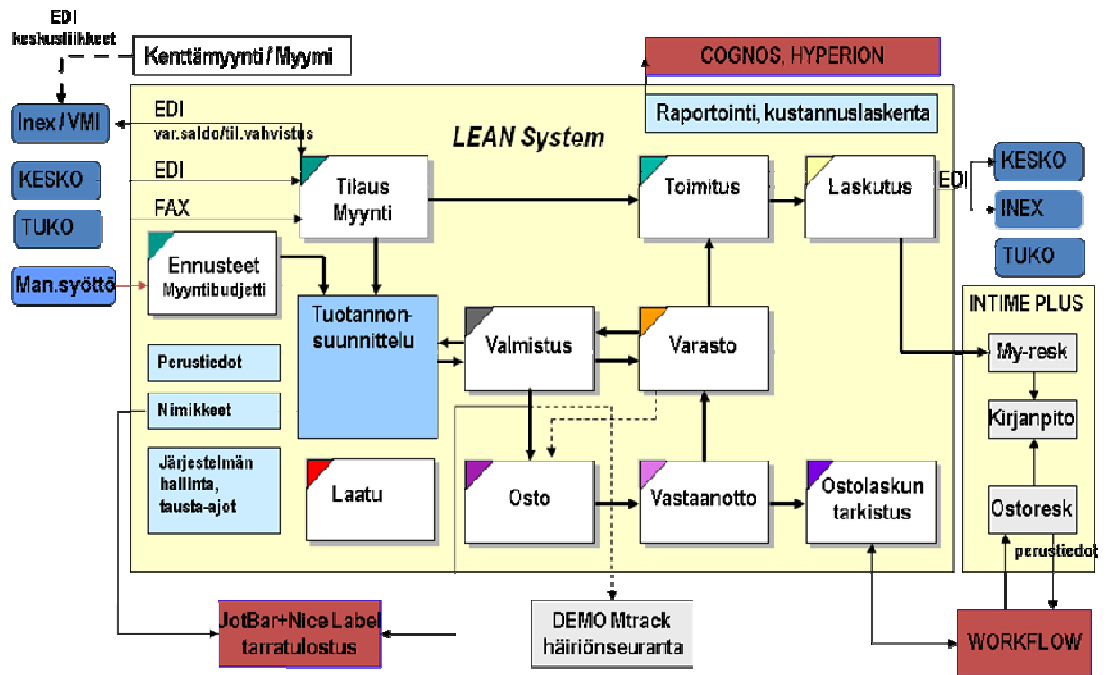 EDI
keskusliikkeet
Kenttämyynti / Myymi
COGNOS, HYPERION
Inex / VMI
EDI
var.saldo/til.vahvistus
LEAN System
Raportointi, kustannuslaskenta
KESKO
EDI
Tilaus
Myynti
Toimitus
Laskutus
EDI
KESKO
TUKO
FAX
INEX
Man.syöttö
Ennusteet
Myyntibudjetti
TUKO
Tuotannon-
suunnittelu
Valmistus
Varasto
INTIME PLUS
My-resk
Perustiedot
Nimikkeet
Kirjanpito
Järjestelmän
hallinta,
tausta-ajot
Laatu
Osto
Vastaanotto
Ostolaskun
tarkistus
Ostoresk
perustiedot
JotBar+Nice Label
tarratulostus
DEMO Mtrack
häiriönseuranta
WORKFLOW